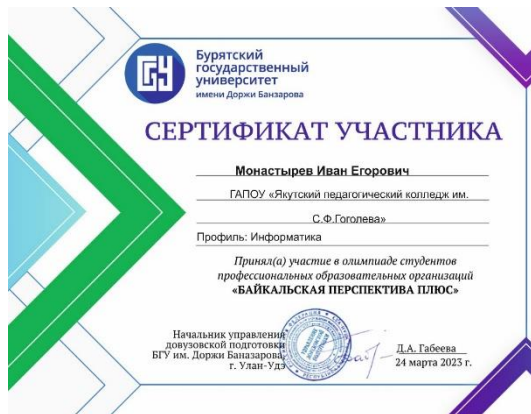 БГУ
Бурятский
государственный
университет
имени Доржи Банзарова
СЕРТИФИКАТ УЧАСТНИКА
Монастырев Иван Егорович
ГАПОУ «Якутский педагогический колледж им.
С.Ф.Гоголева»
Профиль: Информатика
Принял(а) участие в олимпиаде студентов
профессиональных образовательных организаций
«БАЙКАЛЬСКАЯ ПЕРСПЕКТИВА ПЛЮС»
Начальник управления
довузовской подготовки
БГУ им. Доржи Баназарова
г. Улан-Удэ
Д.А. Габеева
24 марта 2023 г.